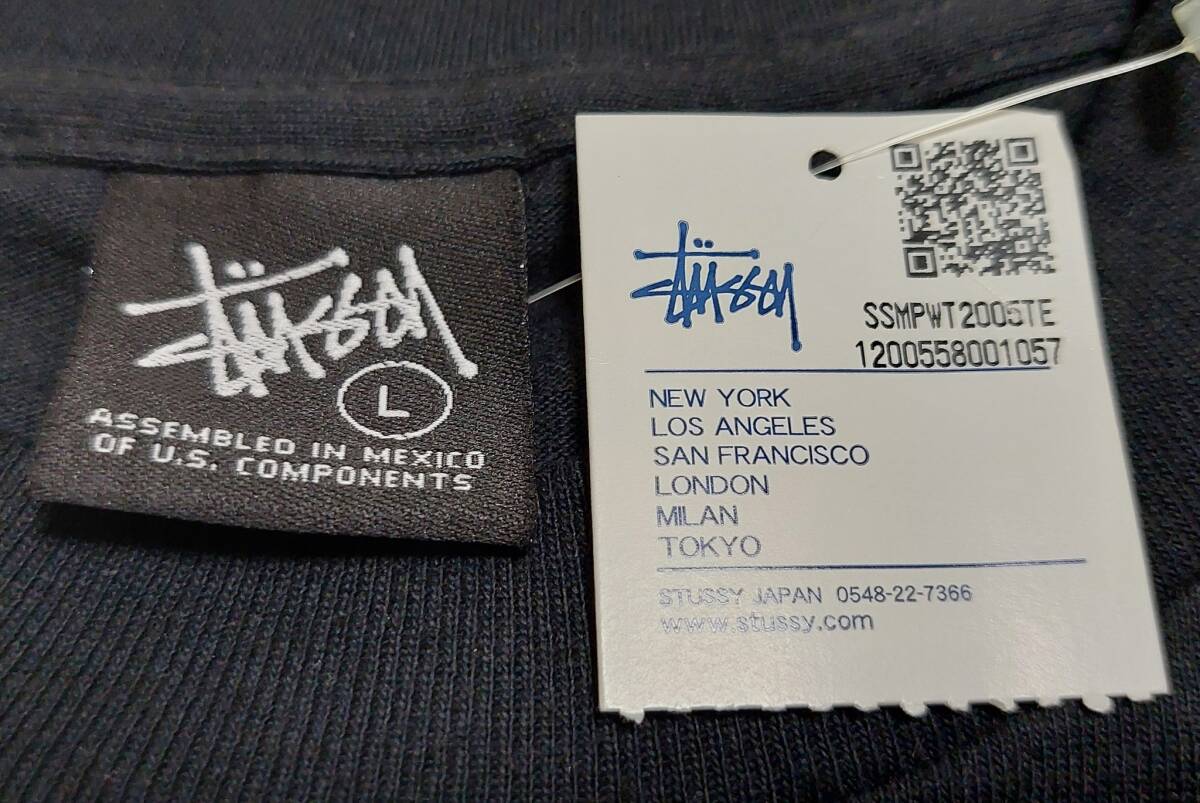 Stüssy
L
ASSEMBLED IN MEXICO
OF U.S. COMPONENTS
Stüssy
SSMPWT2005TE
1200558001057
NEW YORK
LOS ANGELES
SAN FRANCISCO
LONDON
MILAN
TOKYO
STUSSY JAPAN 0548-22-7366
www.stussy.com